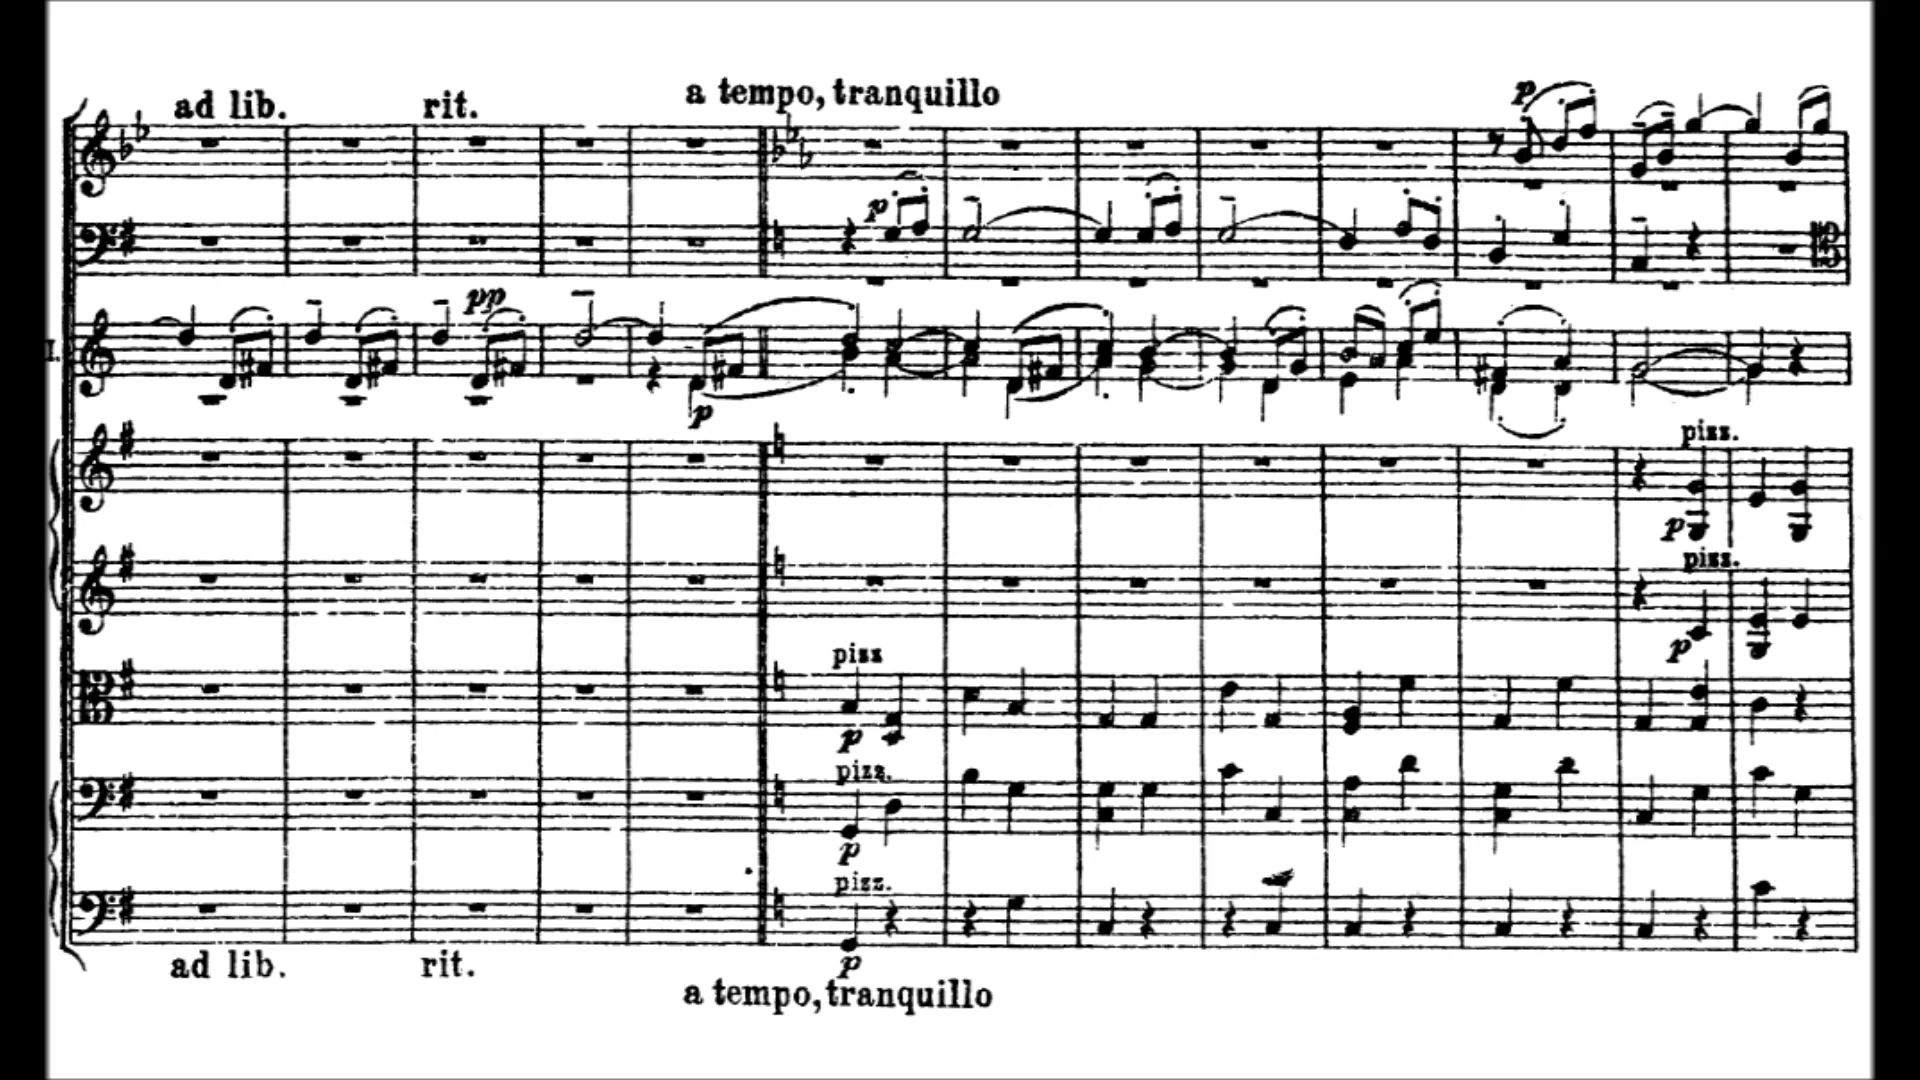 a tempo, tranquillo
ad lib. rit.
p
p
pp
I.
p
pizz.
p
pizz.
p
pizz
p
pizz.
p
pizz.
p
ad lib. rit.
a tempo, tranquillo